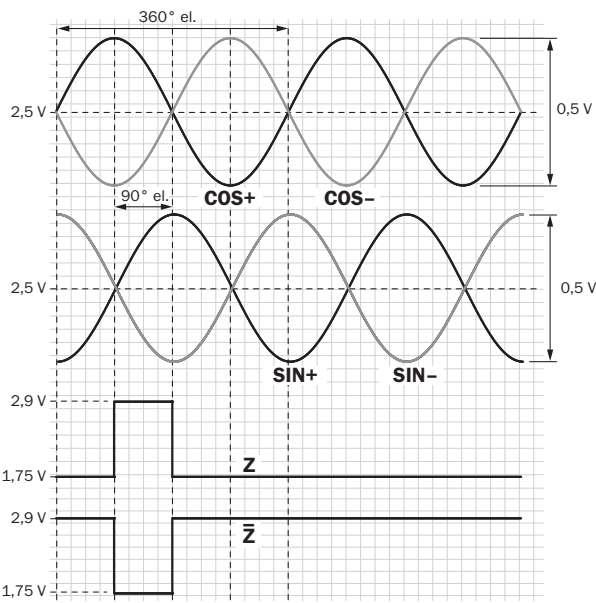 360° el.
2,5 V
0,5 V
90° el.
COS+ COS−
2,5 V
0,5 V
SIN+ SIN−
2,9 V
Z
1,75 V
2,9 V
Z̅
1,75 V